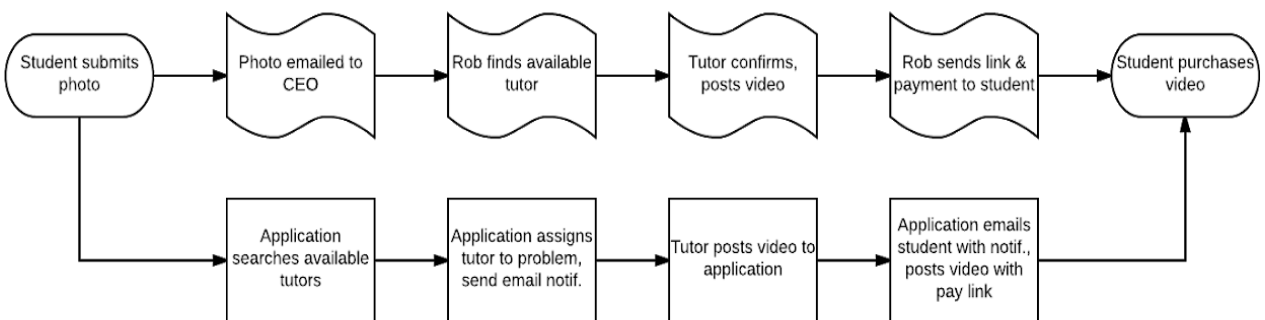 Student submits
photo
Photo emailed to
CEO
Rob finds available
tutor
Tutor confirms,
posts video
Rob sends link &
payment to student
Student purchases
video
Application
searches available
tutors
Application assigns
tutor to problem,
send email notif.
Tutor posts video to
application
Application emails
student with notif.,
posts video with
pay link